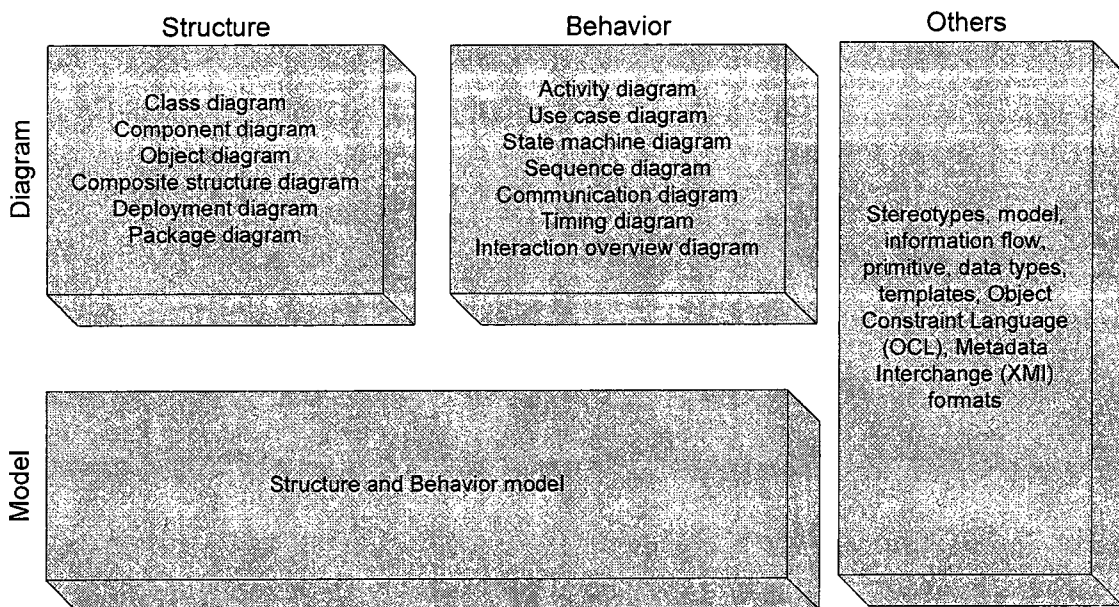 Structure
Behavior
Others
Diagram
Class diagram
Component diagram
Object diagram
Composite structure diagram
Deployment diagram
Package diagram
Activity diagram
Use case diagram
State machine diagram
Sequence diagram
Communication diagram
Timing diagram
Interaction overview diagram
Stereotypes, model,
information flow,
primitive, data types,
templates, Object
Constraint Language
(OCL), Metadata
Interchange (XMI)
formats
Model
Structure and Behavior model